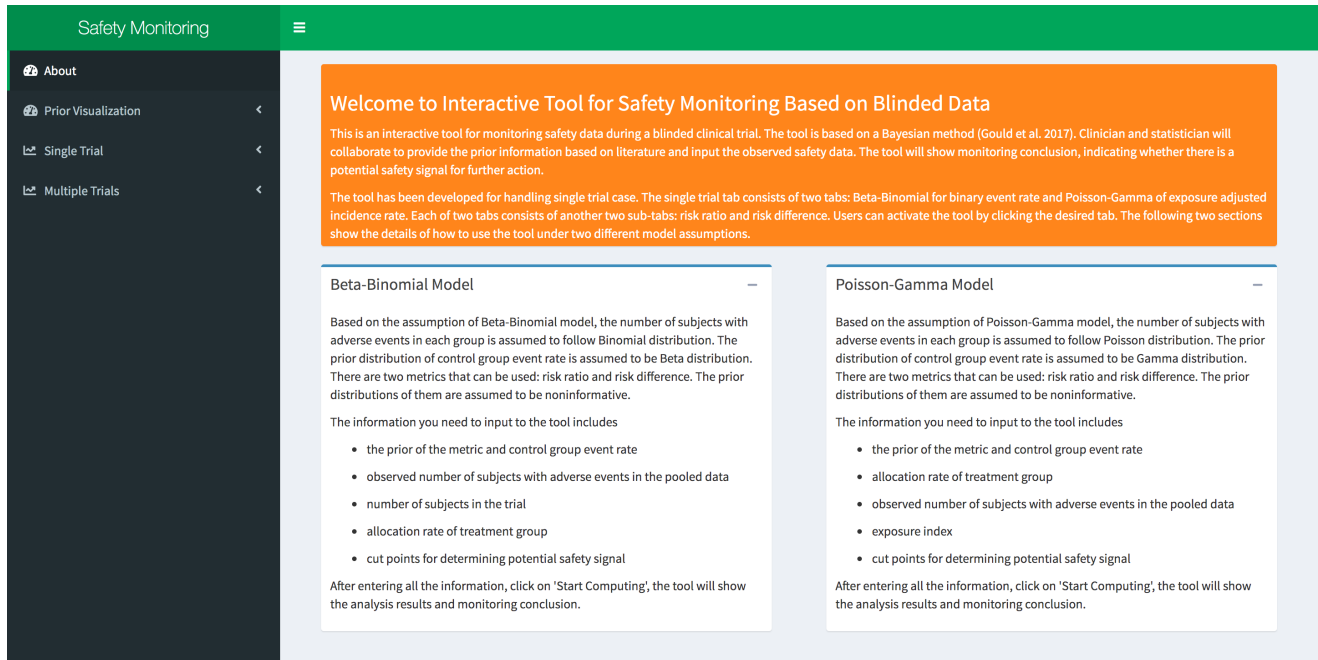 Safety Monitoring
About
Prior Visualization
Single Trial
Multiple Trials
Welcome to Interactive Tool for Safety Monitoring Based on Blinded Data
This is an interactive tool for monitoring safety data during a blinded clinical trial. The tool is based on a Bayesian method (Gould et al. 2017). Clinician and statistician will
collaborate to provide the prior information based on literature and input the observed safety data. The tool will show monitoring conclusion, indicating whether there is a
potential safety signal for further action.
The tool has been developed for handling single trial case. The single trial tab consists of two tabs: Beta-Binomial for binary event rate and Poisson-Gamma of exposure adjusted
incidence rate. Each of two tabs consists of another two sub-tabs: risk ratio and risk difference. Users can activate the tool by clicking the desired tab. The following two sections
show the details of how to use the tool under two different model assumptions.
Beta-Binomial Model
Based on the assumption of Beta-Binomial model, the number of subjects with
adverse events in each group is assumed to follow Binomial distribution. The
prior distribution of control group event rate is assumed to be Beta distribution.
There are two metrics that can be used: risk ratio and risk difference. The prior
distributions of them are assumed to be noninformative.
The information you need to input to the tool includes
• the prior of the metric and control group event rate
• observed number of subjects with adverse events in the pooled data
• number of subjects in the trial
• allocation rate of treatment group
• cut points for determining potential safety signal
After entering all the information, click on 'Start Computing', the tool will show
the analysis results and monitoring conclusion.
Poisson-Gamma Model
Based on the assumption of Poisson-Gamma model, the number of subjects with
adverse events in each group is assumed to follow Poisson distribution. The prior
distribution of control group event rate is assumed to be Gamma distribution.
There are two metrics that can be used: risk ratio and risk difference. The prior
distributions of them are assumed to be noninformative.
The information you need to input to the tool includes
• the prior of the metric and control group event rate
• allocation rate of treatment group
• observed number of subjects with adverse events in the pooled data
• exposure index
• cut points for determining potential safety signal
After entering all the information, click on 'Start Computing', the tool will show
the analysis results and monitoring conclusion.